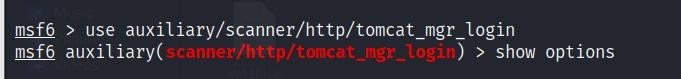 msf6 > use auxiliary/scanner/http/tomcat_mgr_login
msf6 auxiliary(scanner/http/tomcat_mgr_login) > show options